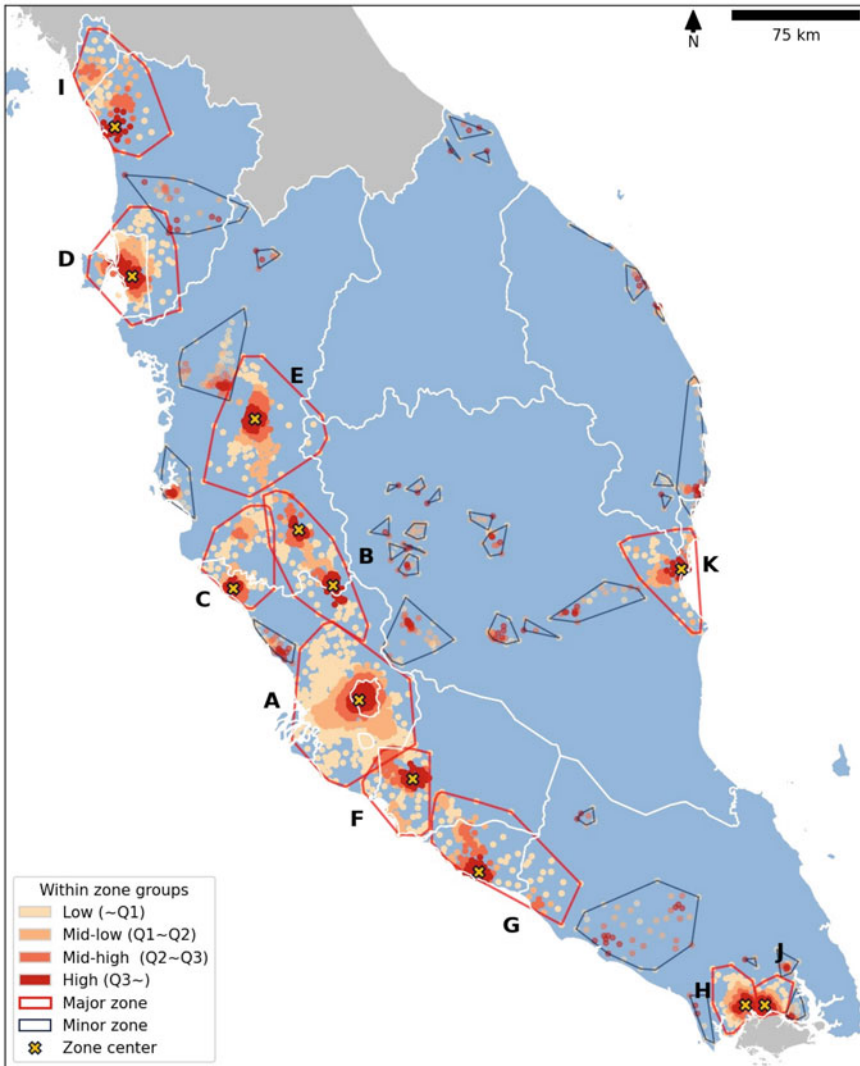 N
75 km
I
D
E
B
C
K
A
F
G
J
H
Within zone groups
Low (~Q1)
Mid-low (Q1~Q2)
Mid-high (Q2~Q3)
High (Q3~)
Major zone
Minor zone
Zone center